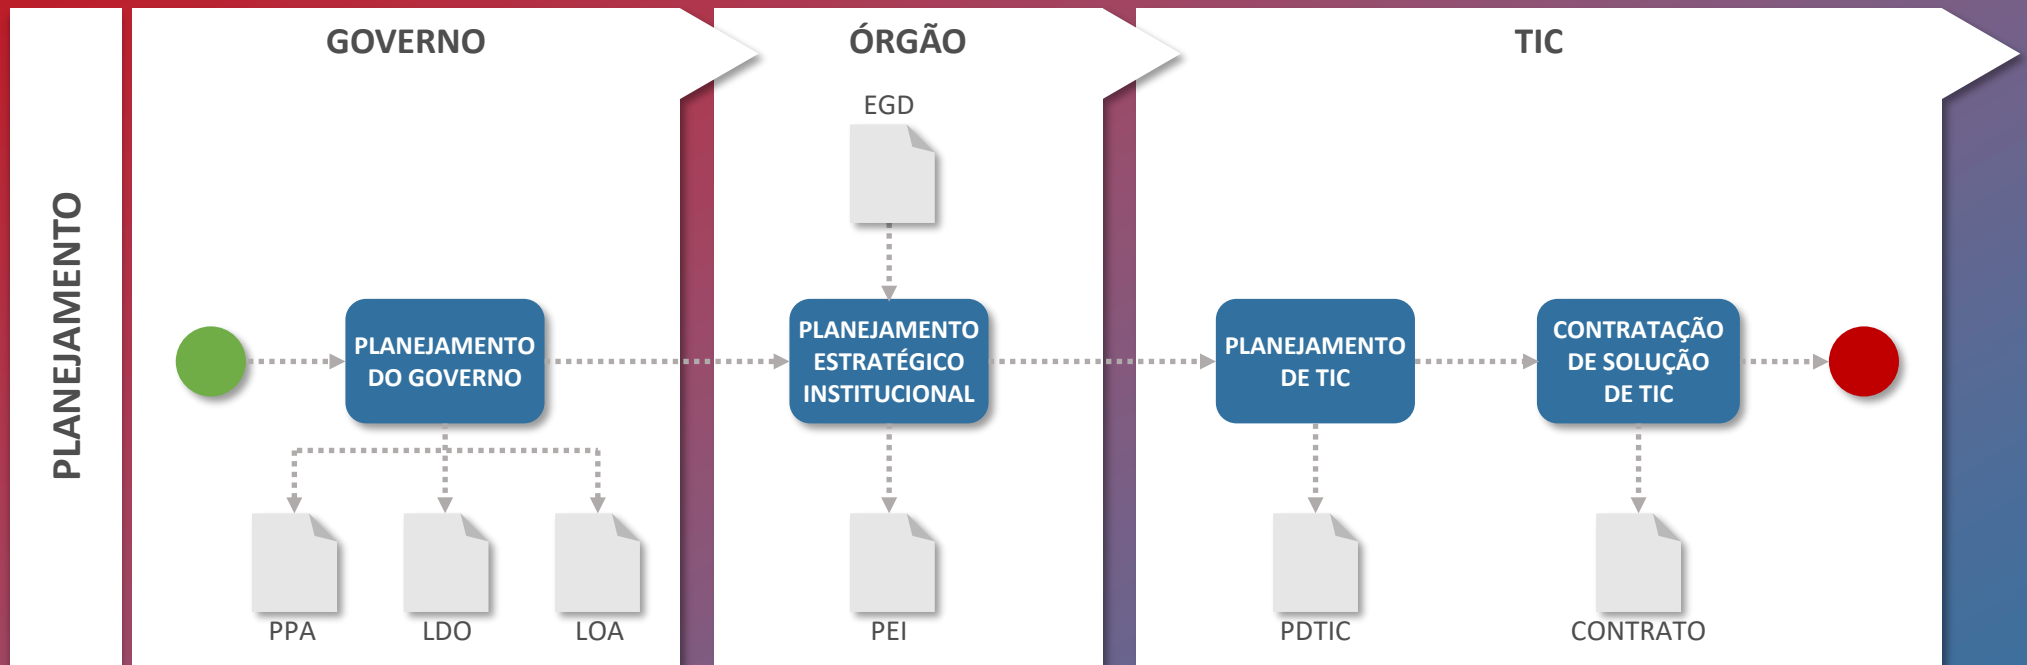 PLANEJAMENTO
GOVERNO
ÓRGÃO
TIC
EGD
PLANEJAMENTO
DO GOVERNO
PLANEJAMENTO
ESTRATÉGICO
INSTITUCIONAL
PLANEJAMENTO
DE TIC
CONTRATAÇÃO
DE SOLUÇÃO
DE TIC
PPA
LDO
LOA
PEI
PDTIC
CONTRATO